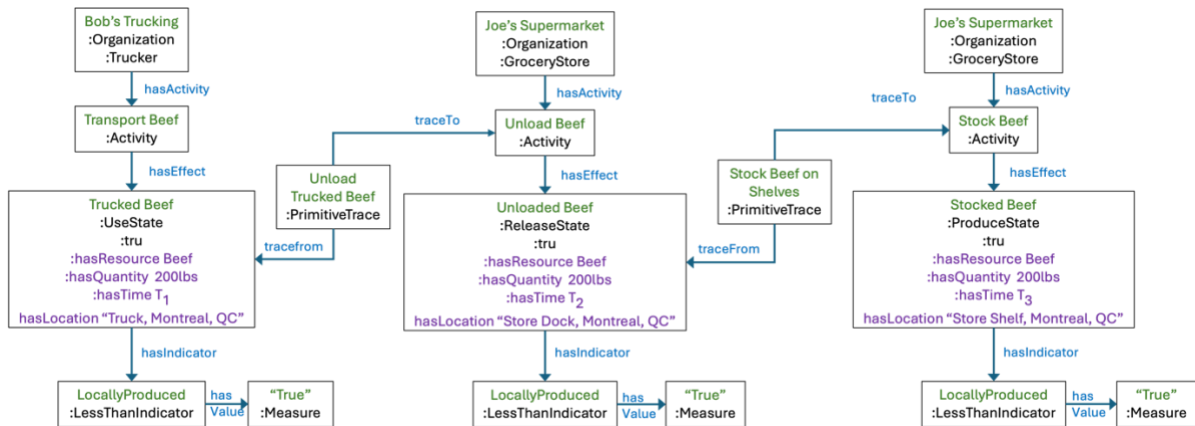 Bob's Trucking
:Organization
:Trucker
hasActivity
Transport Beef
:Activity
hasEffect
Trucked Beef
:UseState
:tru
:hasResource Beef
:hasQuantity 200lbs
:hasTime T1
hasLocation “Truck, Montreal, QC”
hasIndicator
LocallyProduced
:LessThanIndicator
has
Value
“True”
:Measure
traceTo
Unload
Trucked Beef
:PrimitiveTrace
tracefrom
Joe's Supermarket
:Organization
:GroceryStore
hasActivity
Unload Beef
:Activity
hasEffect
Unloaded Beef
:ReleaseState
:tru
:hasResource Beef
:hasQuantity 200lbs
:hasTime T2
hasLocation “Store Dock, Montreal, QC”
hasIndicator
LocallyProduced
:LessThanIndicator
has
Value
“True”
:Measure
traceTo
Stock Beef on
Shelves
:PrimitiveTrace
traceFrom
Joe's Supermarket
:Organization
:GroceryStore
hasActivity
Stock Beef
:Activity
hasEffect
Stocked Beef
:ProduceState
:tru
:hasResource Beef
:hasQuantity 200lbs
:hasTime T3
hasLocation “Store Shelf, Montreal, QC”
hasIndicator
LocallyProduced
:LessThanIndicator
has
Value
“True”
:Measure